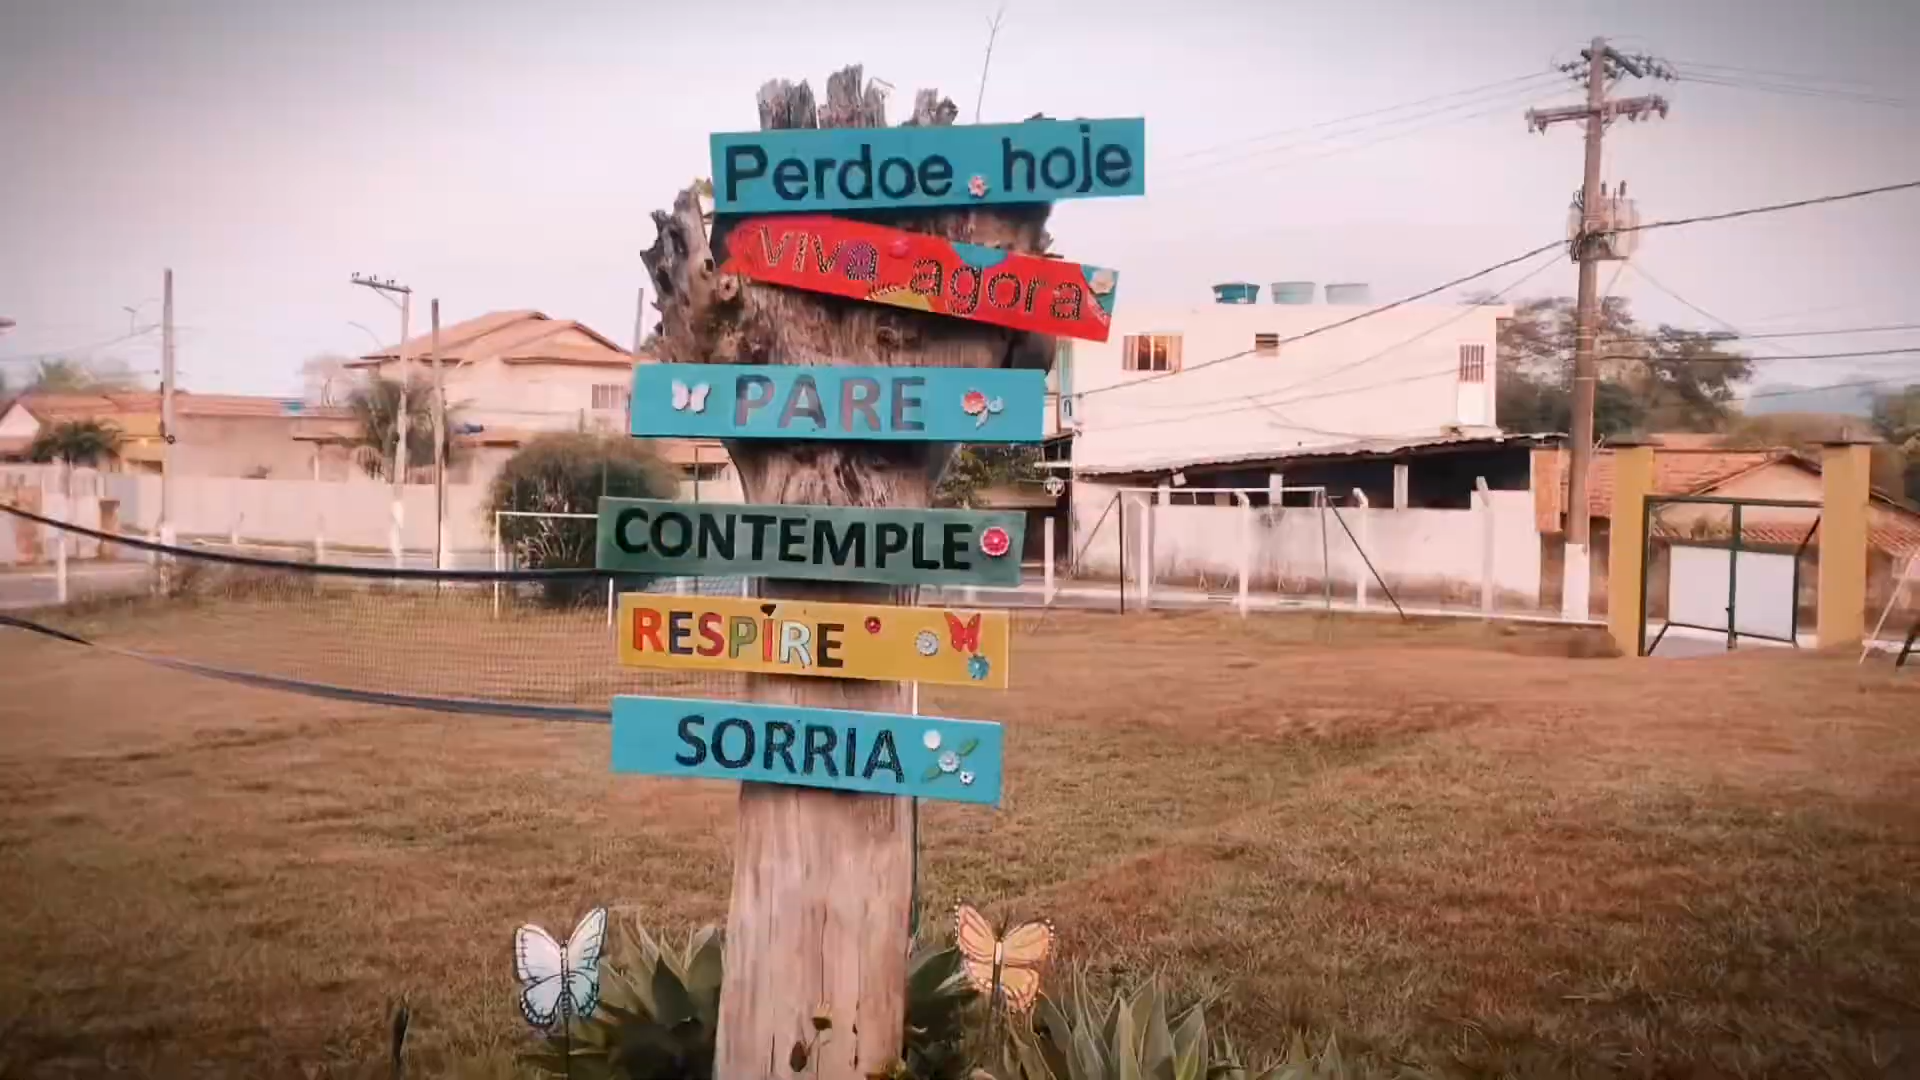 Perdoe hoje
Viva agora
PARE
CONTEMPLE
RESPIRE
SORRIA